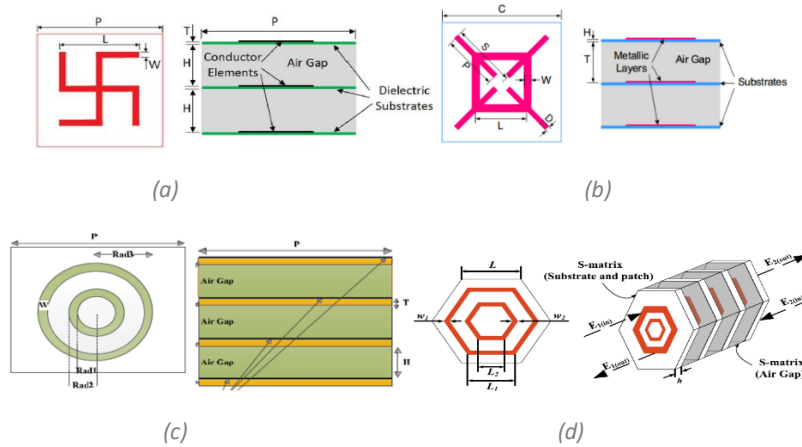 (a)
P
L
W
P
T
H
H
Conductor
Elements
Air Gap
Dielectric
Substrates
(b)
C
S
P
W
L
D
H
T
Metallic
Layers
Air Gap
Substrates
(a)
(b)
P
Rad3
W
Rad1
Rad2
P
Air Gap
Air Gap
Air Gap
T
H
(c)
L
w1
w2
L2
L1
S-matrix
(Substrate and patch)
E1(in)
E1(out)
E2(out)
E2(in)
S-matrix
(Air Gap)
h
(d)